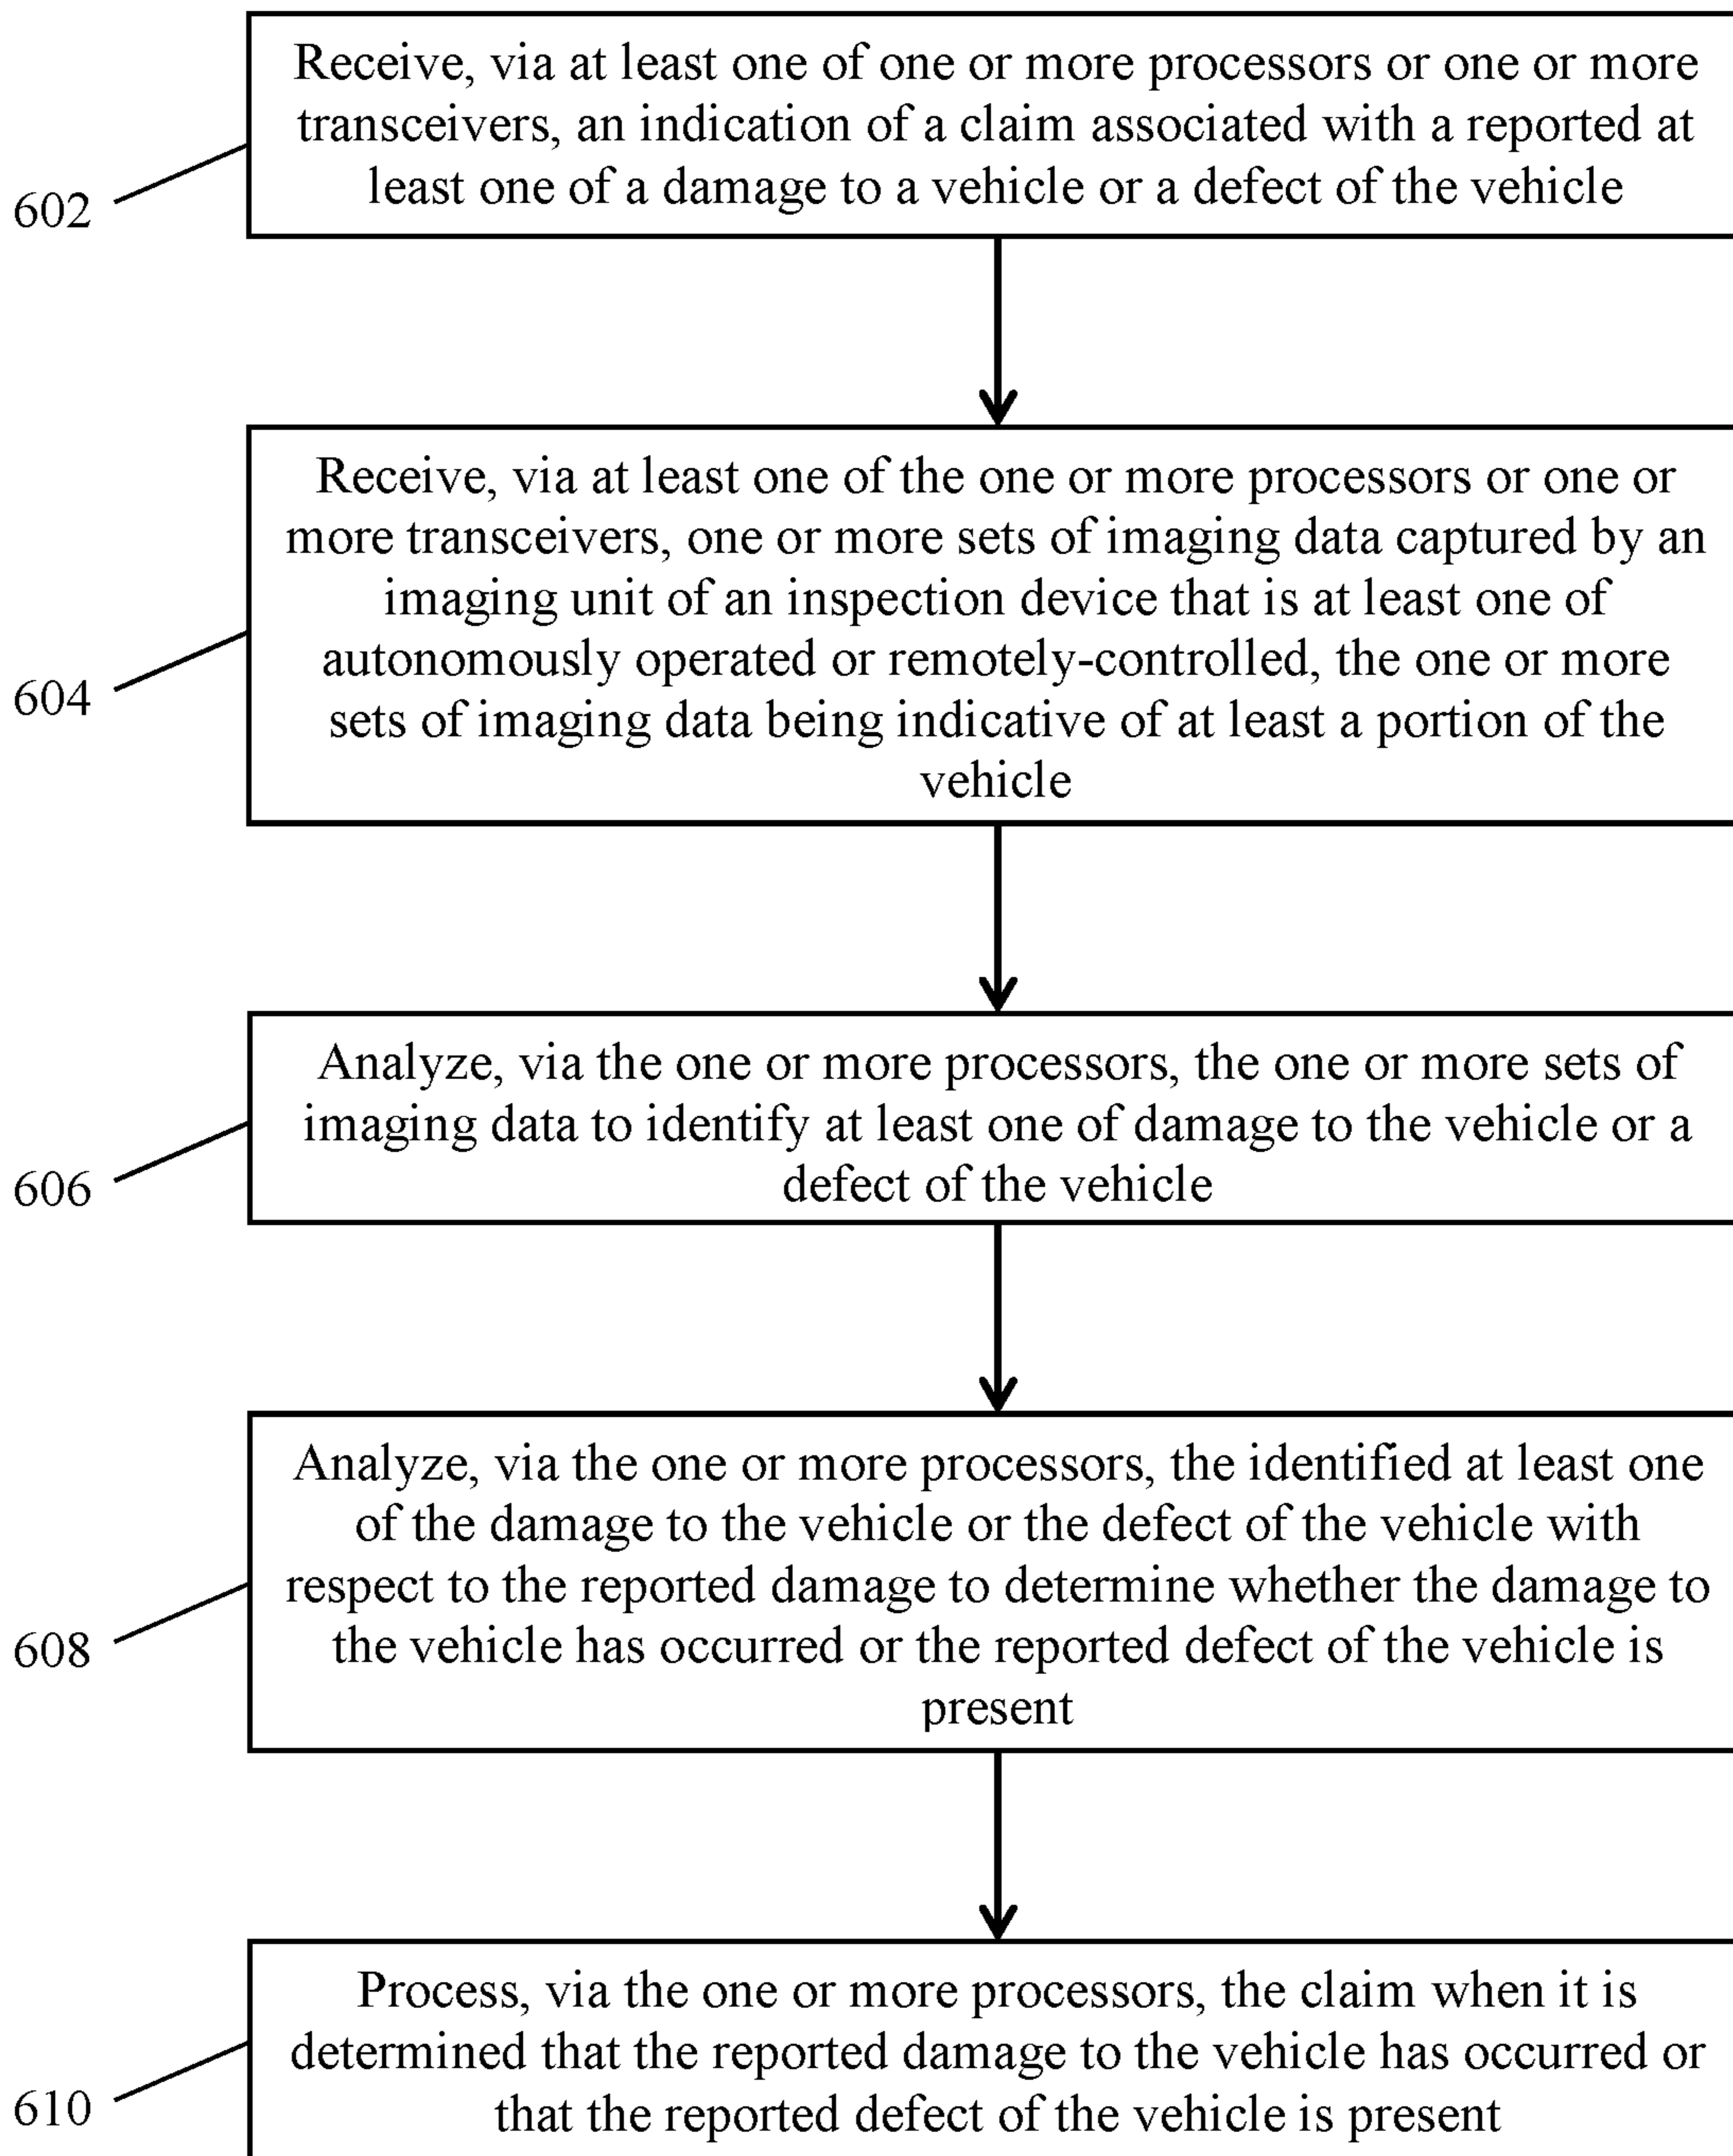 Receive, via at least one of one or more processors or one or more
transceivers, an indication of a claim associated with a reported at
least one of a damage to a vehicle or a defect of the vehicle
602
Receive, via at least one of the one or more processors or one or
more transceivers, one or more sets of imaging data captured by an
imaging unit of an inspection device that is at least one of
autonomously operated or remotely-controlled, the one or more
sets of imaging data being indicative of at least a portion of the
vehicle
604
Analyze, via the one or more processors, the one or more sets of
imaging data to identify at least one of damage to the vehicle or a
defect of the vehicle
606
Analyze, via the one or more processors, the identified at least one
of the damage to the vehicle or the defect of the vehicle with
respect to the reported damage to determine whether the damage to
the vehicle has occurred or the reported defect of the vehicle is
present
608
Process, via the one or more processors, the claim when it is
determined that the reported damage to the vehicle has occurred or
that the reported defect of the vehicle is present
610